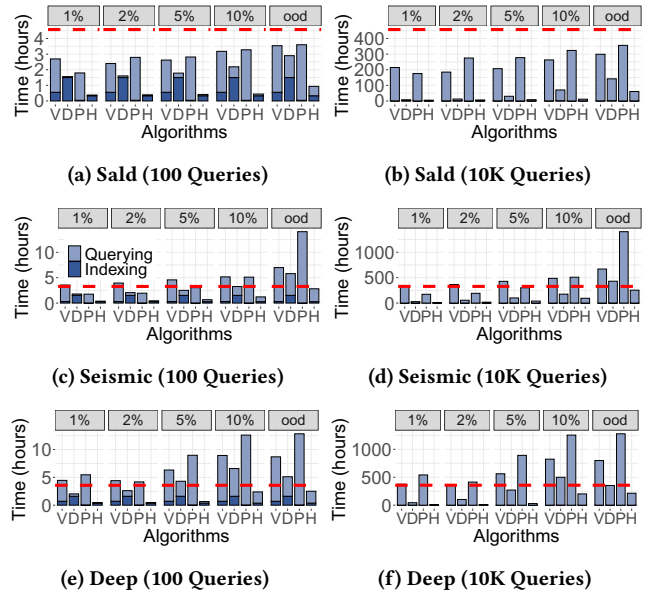 1% 2% 5% 10% ood
Time (hours)
4
3
2
1
0
VDPH VDPH VDPH VDPH VDPH
Algorithms
(a) Sald (100 Queries)
1% 2% 5% 10% ood
Time (hours)
400
300
200
100
0
VDPH VDPH VDPH VDPH VDPH
Algorithms
(b) Sald (10K Queries)
1% 2% 5% 10% ood
Time (hours)
10
5
0
Querying
Indexing
VDPH VDPH VDPH VDPH VDPH
Algorithms
(c) Seismic (100 Queries)
1% 2% 5% 10% ood
Time (hours)
1000
500
0
VDPH VDPH VDPH VDPH VDPH
Algorithms
(d) Seismic (10K Queries)
1% 2% 5% 10% ood
Time (hours)
10
5
0
VDPH VDPH VDPH VDPH VDPH
Algorithms
(e) Deep (100 Queries)
1% 2% 5% 10% ood
Time (hours)
1000
500
0
VDPH VDPH VDPH VDPH VDPH
Algorithms
(f) Deep (10K Queries)